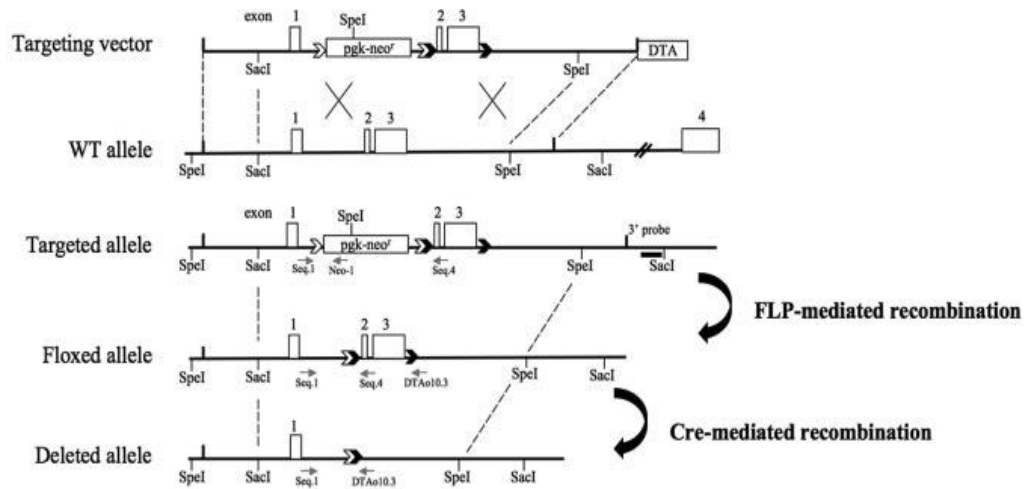 exon 1 SpeI 2 3
Targeting vector pgk-neoʳ DTA
SacI SpeI
1 2 3 4
WT allele
SpeI SacI SpeI SacI
exon 1 SpeI 2 3 3' probe
Targeted allele pgk-neoʳ
SpeI SacI Seq.1 Neo-1 Seq.4 SpeI SacI
FLP-mediated recombination
1 2 3
Floxed allele
SpeI SacI Seq.1 Seq.4 DTAo10.3 SpeI SacI
Cre-mediated recombination
1
Deleted allele
SpeI SacI Seq.1 DTAo10.3 SpeI SacI